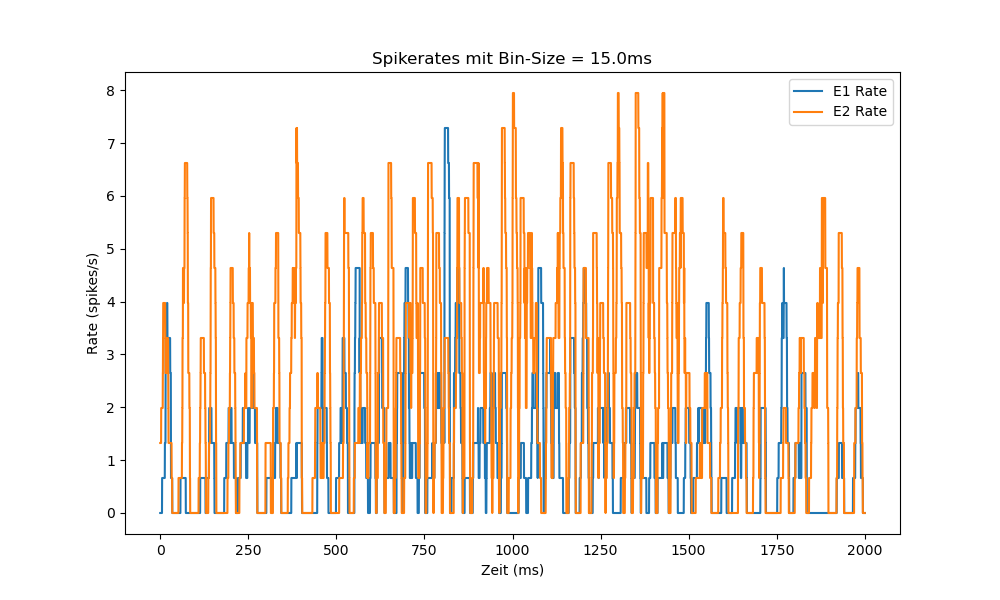 Spikerates mit Bin-Size = 15.0ms
E1 Rate
E2 Rate
Rate (spikes/s)
8
7
6
5
4
3
2
1
0
0 250 500 750 1000 1250 1500 1750 2000
Zeit (ms)